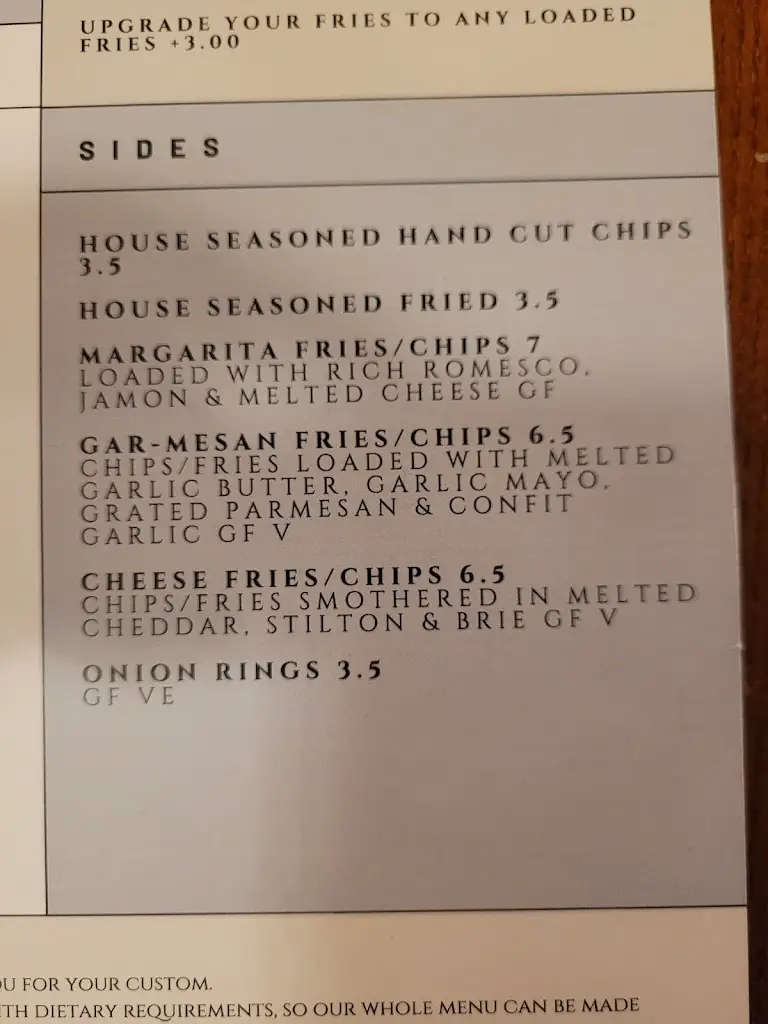 UPGRADE YOUR FRIES TO ANY LOADED
FRIES +3.00
SIDES
HOUSE SEASONED HAND CUT CHIPS
3.5
HOUSE SEASONED FRIED 3.5
MARGARITA FRIES/CHIPS 7
LOADED WITH RICH ROMESCO,
JAMON & MELTED CHEESE GF
GAR-MESAN FRIES/CHIPS 6.5
CHIPS/FRIES LOADED WITH MELTED
GARLIC BUTTER, GARLIC MAYO,
GRATED PARMESAN & CONFIT
GARLIC GF V
CHEESE FRIES/CHIPS 6.5
CHIPS/FRIES SMOTHERED IN MELTED
CHEDDAR, STILTON & BRIE GF V
ONION RINGS 3.5
GF VE
FOR YOUR CUSTOM.
DIETARY REQUIREMENTS, SO OUR WHOLE MENU CAN BE MADE